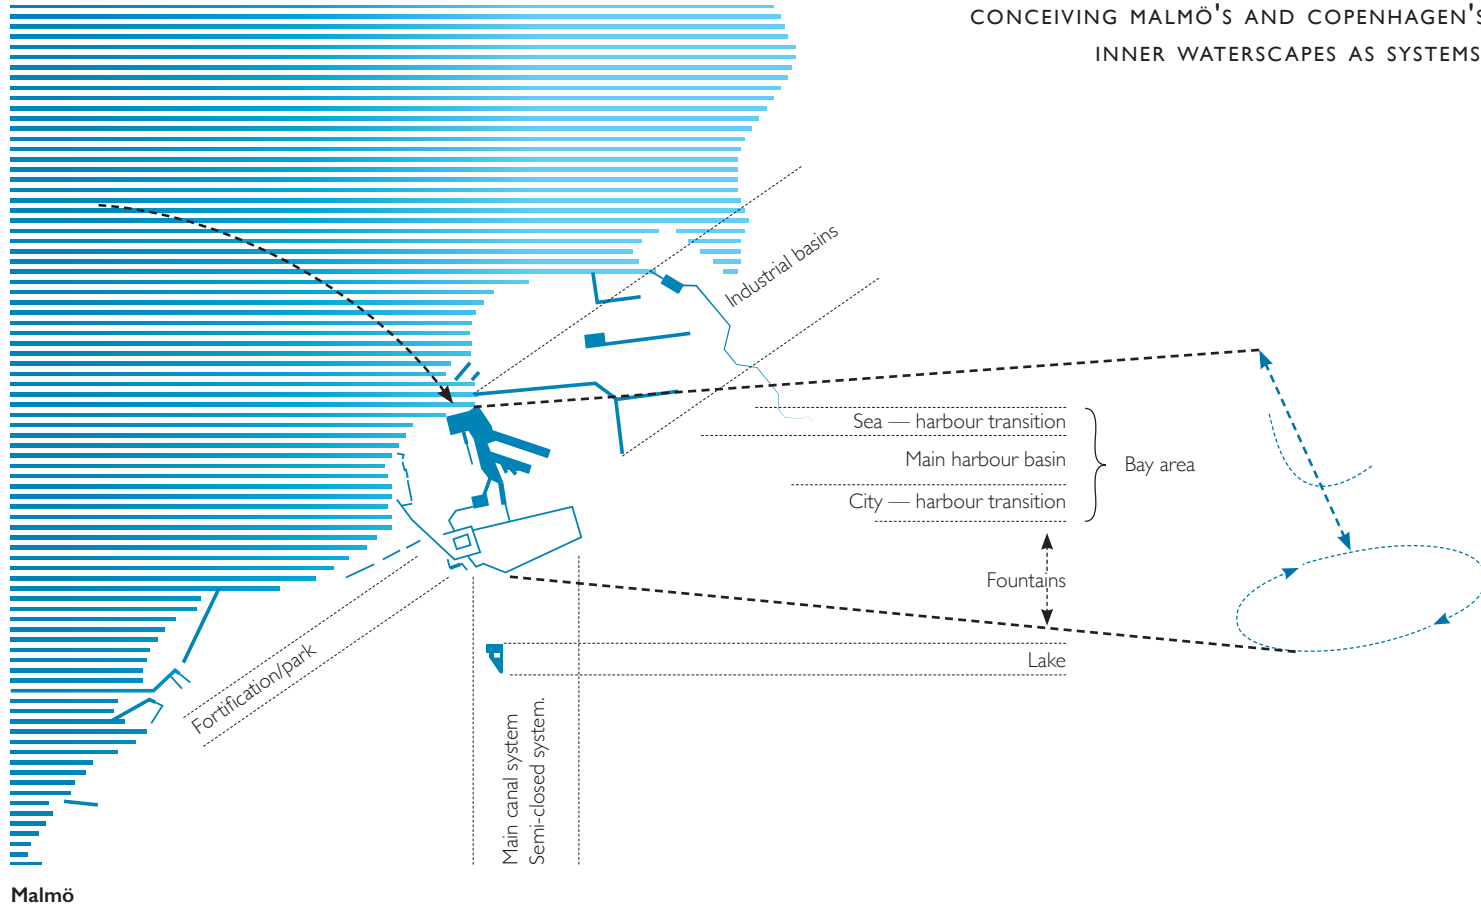 CONCEIVING MALMÖ'S AND COPENHAGEN'S
INNER WATERSCAPES AS SYSTEMS
Industrial basins
Sea — harbour transition
Main harbour basin
Bay area
City — harbour transition
Fountains
Lake
Fortification/park
Main canal system
Semi-closed system.
Malmö